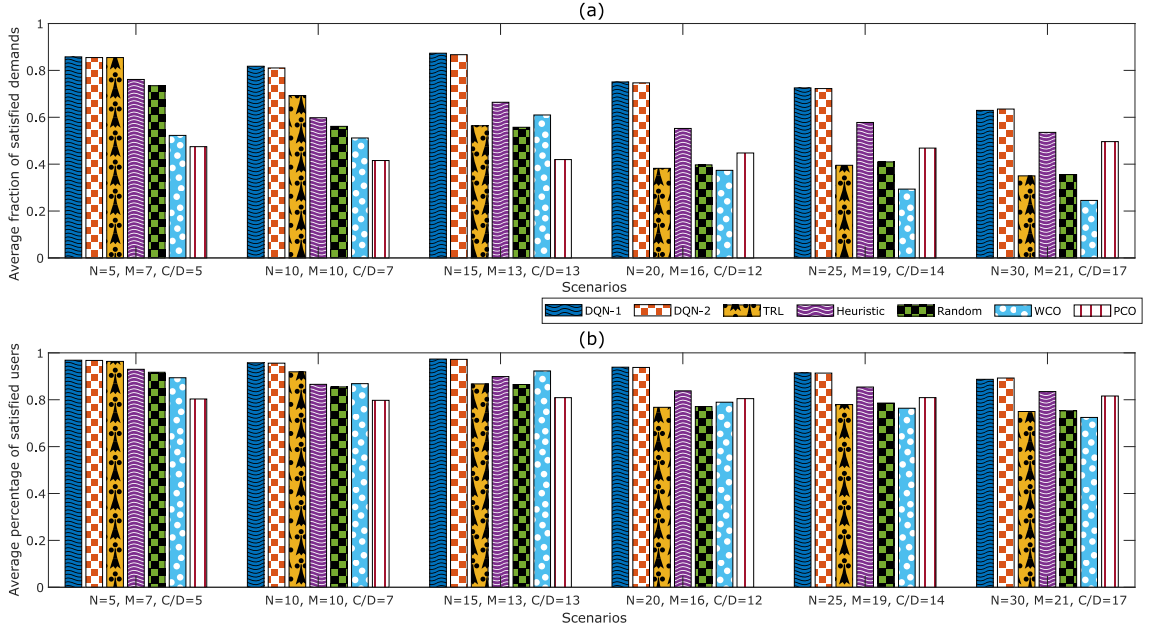 (a)
Average fraction of satisfied demands
1
0.8
0.6
0.4
0.2
0
N=5, M=7, C/D=5
N=10, M=10, C/D=7
N=15, M=13, C/D=13
N=20, M=16, C/D=12
N=25, M=19, C/D=14
N=30, M=21, C/D=17
Scenarios
DQN-1
DQN-2
TRL
Heuristic
Random
WCO
PCO
(b)
Average percentage of satisfied users
1
0.8
0.6
0.4
0.2
0
N=5, M=7, C/D=5
N=10, M=10, C/D=7
N=15, M=13, C/D=13
N=20, M=16, C/D=12
N=25, M=19, C/D=14
N=30, M=21, C/D=17
Scenarios